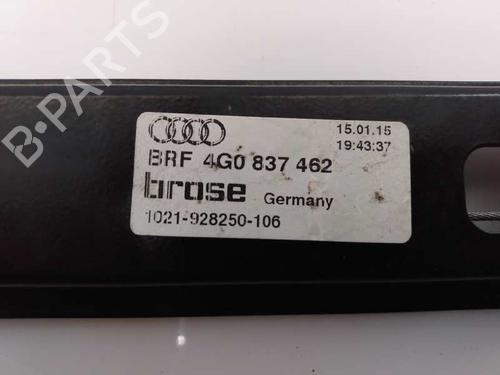 15.01.15
19:43:37
BRF 4G0 837 462
brose Germany
1021-928250-106
B-Parts